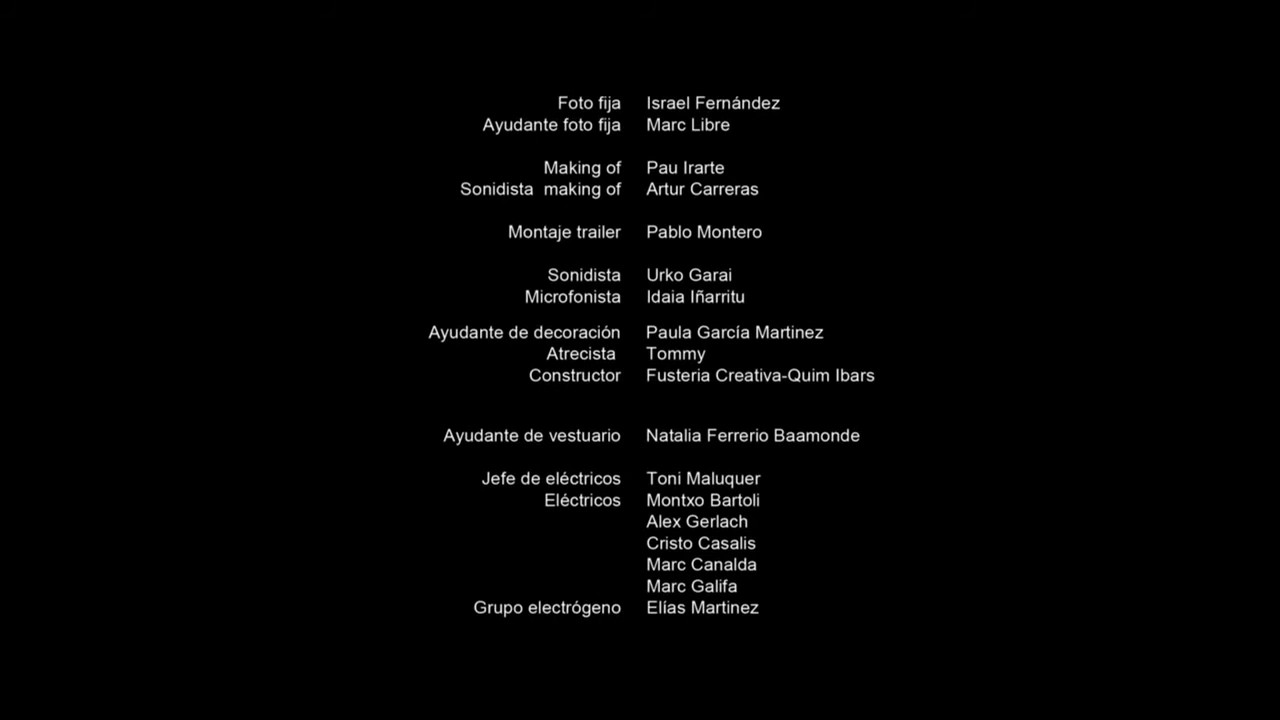 Foto fija Israel Fernández
Ayudante foto fija Marc Libre
Making of Pau Irarte
Sonidista making of Artur Carreras
Montaje trailer Pablo Montero
Sonidista Urko Garai
Microfonista Idaia Iñarritu
Ayudante de decoración Paula García Martinez
Atrecista Tommy
Constructor Fusteria Creativa-Quim Ibars
Ayudante de vestuario Natalia Ferrerio Baamonde
Jefe de eléctricos Toni Maluquer
Eléctricos Montxo Bartoli
Alex Gerlach
Cristo Casalis
Marc Canalda
Marc Galifa
Grupo electrógeno Elías Martinez